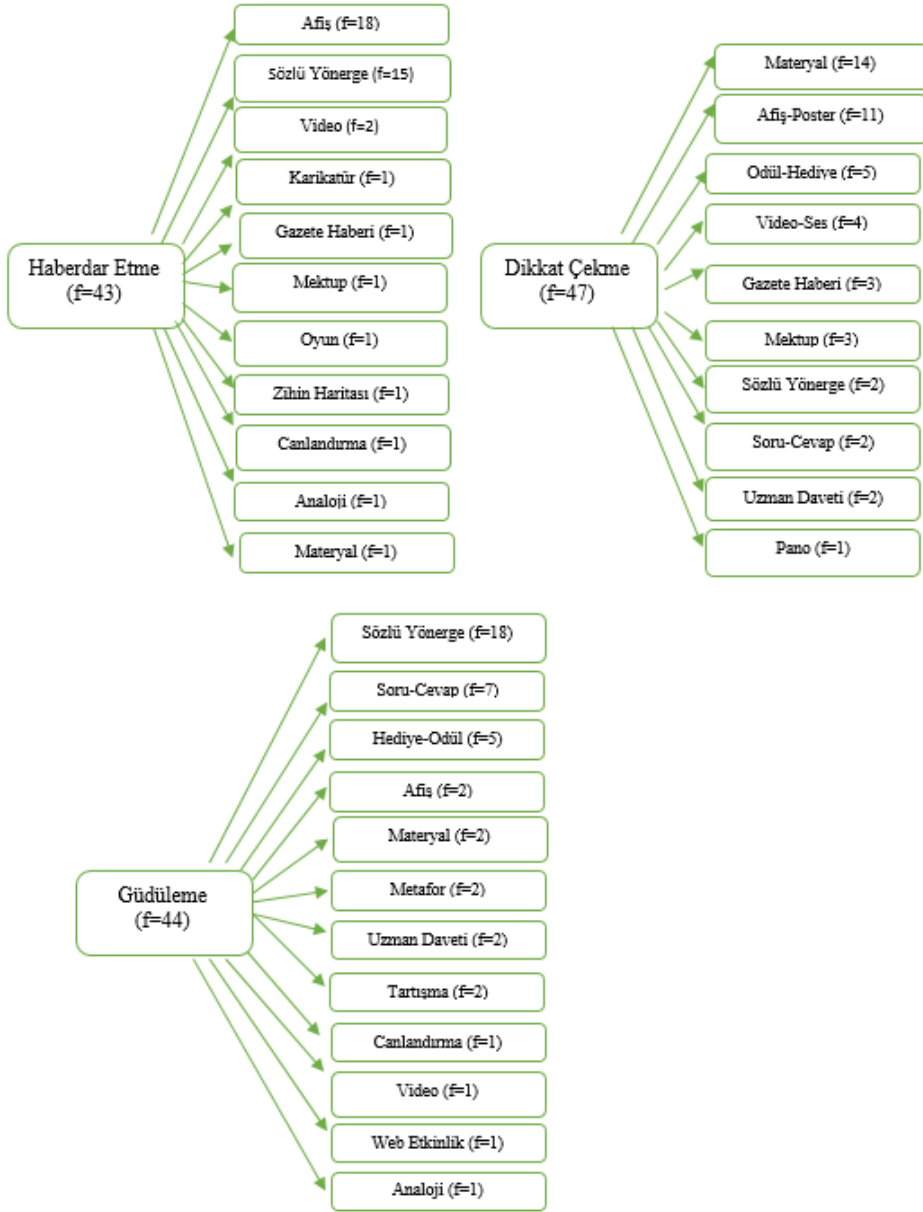 Haberdar Etme
(f=43)
Afiş (f=18)
Sözlü Yönerge (f=15)
Video (f=2)
Karikatür (f=1)
Gazete Haberi (f=1)
Mektup (f=1)
Oyun (f=1)
Zihin Haritası (f=1)
Canlandırma (f=1)
Analoji (f=1)
Materyal (f=1)
Dikkat Çekme
(f=47)
Materyal (f=14)
Afiş-Poster (f=11)
Odül-Hediye (f=5)
Video-Ses (f=4)
Gazete Haberi (f=3)
Mektup (f=3)
Sözlü Yönerge (f=2)
Soru-Cevap (f=2)
Uzman Daveti (f=2)
Pano (f=1)
Güdüleme
(f=44)
Sözlü Yönerge (f=18)
Soru-Cevap (f=7)
Hediye-Ödül (f=5)
Afiş (f=2)
Materyal (f=2)
Metafor (f=2)
Uzman Daveti (f=2)
Tartışma (f=2)
Canlandırma (f=1)
Video (f=1)
Web Etkinlik (f=1)
Analoji (f=1)